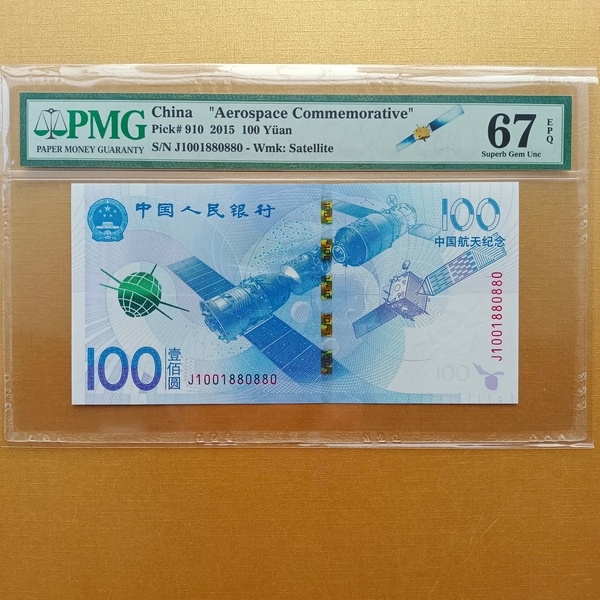 PMG
PAPER MONEY GUARANTY
China "Aerospace Commemorative"
Pick# 910 2015 100 Yüan
S/N J1001880880 - Wmk: Satellite
67 EPQ
Superb Gem Unc
中国人民银行
100
中国航天纪念
J1001880880
100
壹佰圆
J1001880880
100